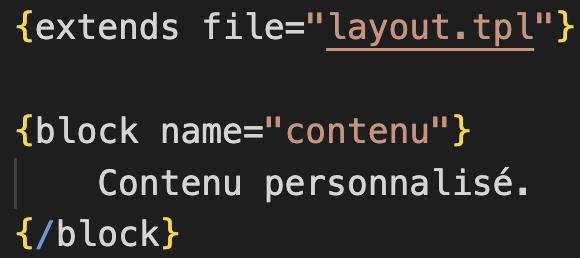 {extends file="layout.tpl"}
{block name="contenu"}
Contenu personnalisé.
{/block}